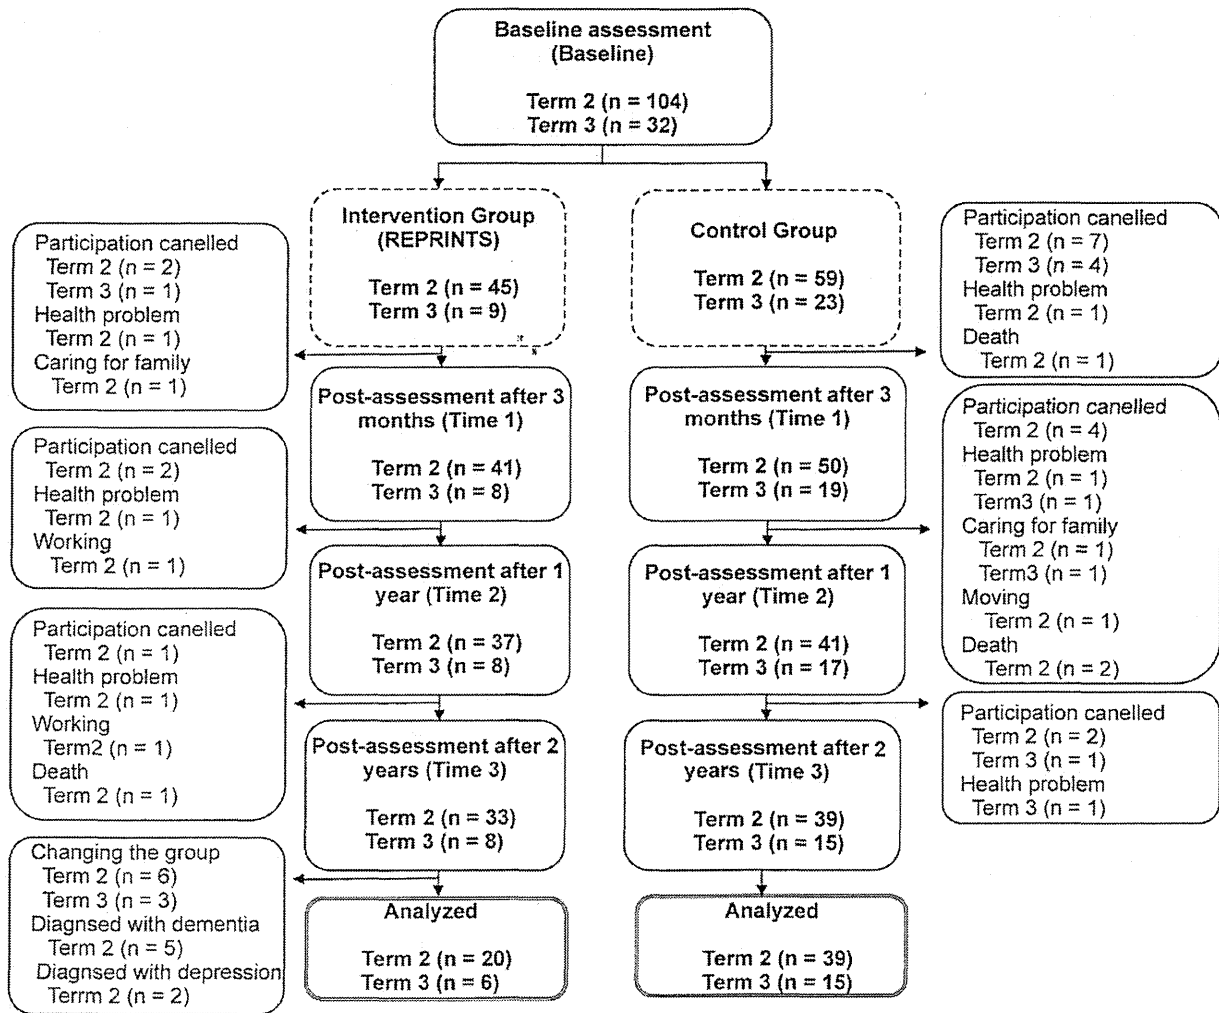 Baseline assessment
(Baseline)
Term 2 (n = 104)
Term 3 (n = 32)
Intervention Group
(REPRINTS)
Term 2 (n = 45)
Term 3 (n = 9)
Control Group
Term 2 (n = 59)
Term 3 (n = 23)
Participation canelled
Term 2 (n = 2)
Term 3 (n = 1)
Health problem
Term 2 (n = 1)
Caring for family
Term 2 (n = 1)
Participation canelled
Term 2 (n = 7)
Term 3 (n = 4)
Health problem
Term 2 (n = 1)
Death
Term 2 (n = 1)
Post-assessment after 3
months (Time 1)
Term 2 (n = 41)
Term 3 (n = 8)
Post-assessment after 3
months (Time 1)
Term 2 (n = 50)
Term 3 (n = 19)
Participation canelled
Term 2 (n = 2)
Health problem
Term 2 (n = 1)
Working
Term 2 (n = 1)
Participation canelled
Term 2 (n = 4)
Health problem
Term 2 (n = 1)
Term3 (n = 1)
Caring for family
Term 2 (n = 1)
Term3 (n = 1)
Moving
Term 2 (n = 1)
Death
Term 2 (n = 2)
Post-assessment after 1
year (Time 2)
Term 2 (n = 37)
Term 3 (n = 8)
Post-assessment after 1
year (Time 2)
Term 2 (n = 41)
Term 3 (n = 17)
Participation canelled
Term 2 (n = 1)
Health problem
Term 2 (n = 1)
Working
Term2 (n = 1)
Death
Term 2 (n = 1)
Participation canelled
Term 2 (n = 2)
Term 3 (n = 1)
Health problem
Term 3 (n = 1)
Post-assessment after 2
years (Time 3)
Term 2 (n = 33)
Term 3 (n = 8)
Post-assessment after 2
years (Time 3)
Term 2 (n = 39)
Term 3 (n = 15)
Changing the group
Term 2 (n = 6)
Term 3 (n = 3)
Diagnsed with dementia
Term 2 (n = 5)
Diagnsed with depression
Terrm 2 (n = 2)
Analyzed
Term 2 (n = 20)
Term 3 (n = 6)
Analyzed
Term 2 (n = 39)
Term 3 (n = 15)